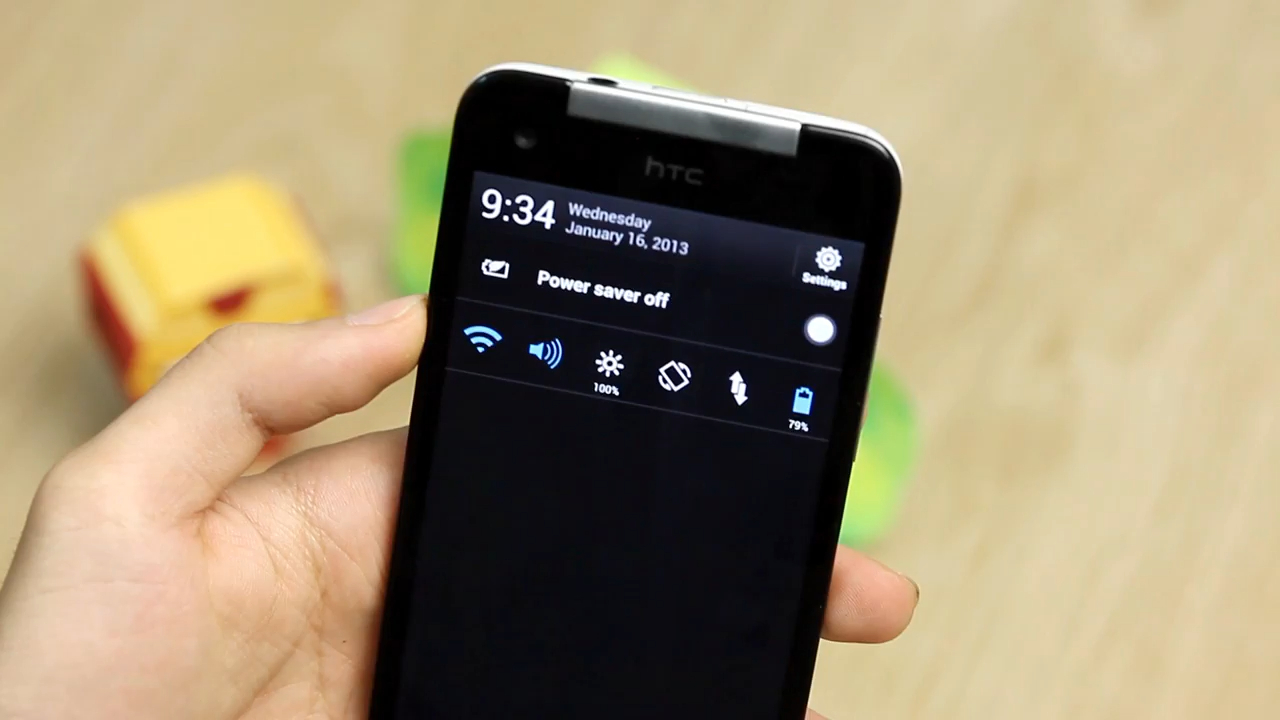 hTC
9:34
Wednesday
January 16, 2013
Settings
Power saver off
100%
79%